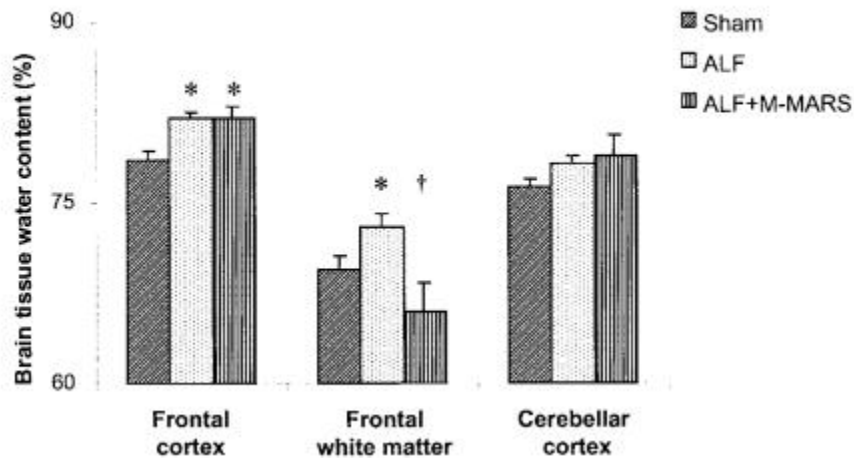 90
75
60
Brain tissue water content (%)
Sham
ALF
ALF+M-MARS
* *
* †
Frontal
cortex
Frontal
white matter
Cerebellar
cortex